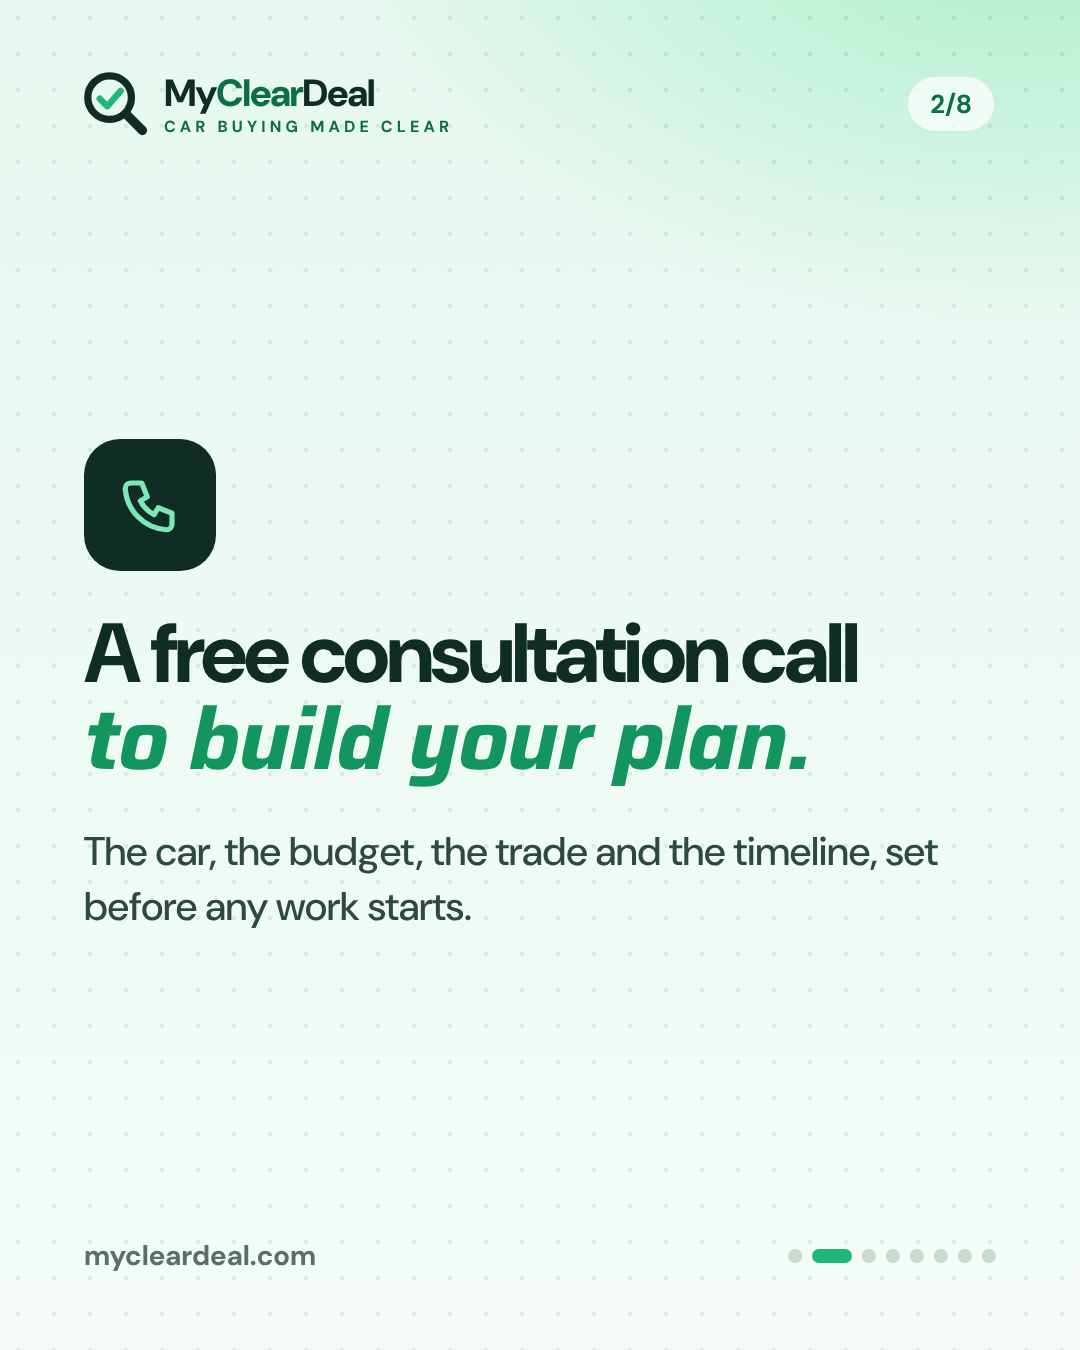 MyClearDeal
CAR BUYING MADE CLEAR
2/8
A free consultation call
to build your plan.
The car, the budget, the trade and the timeline, set
before any work starts.
mycleardeal.com